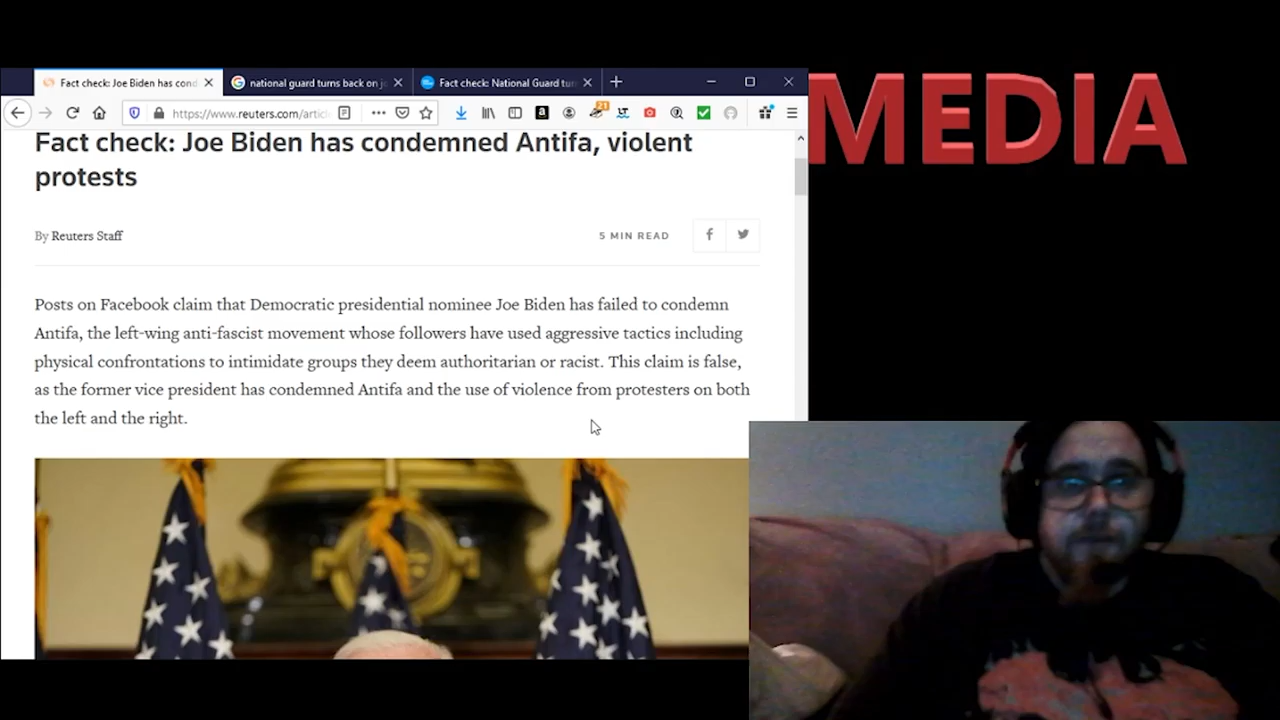 Fact check: Joe Biden has cond
national guard turns back on j
Fact check: National Guard tur
https://www.reuters.com/artic
21
MEDIA
Fact check: Joe Biden has condemned Antifa, violent
protests
By Reuters Staff
5 MIN READ
Posts on Facebook claim that Democratic presidential nominee Joe Biden has failed to condemn
Antifa, the left-wing anti-fascist movement whose followers have used aggressive tactics including
physical confrontations to intimidate groups they deem authoritarian or racist. This claim is false,
as the former vice president has condemned Antifa and the use of violence from protesters on both
the left and the right.